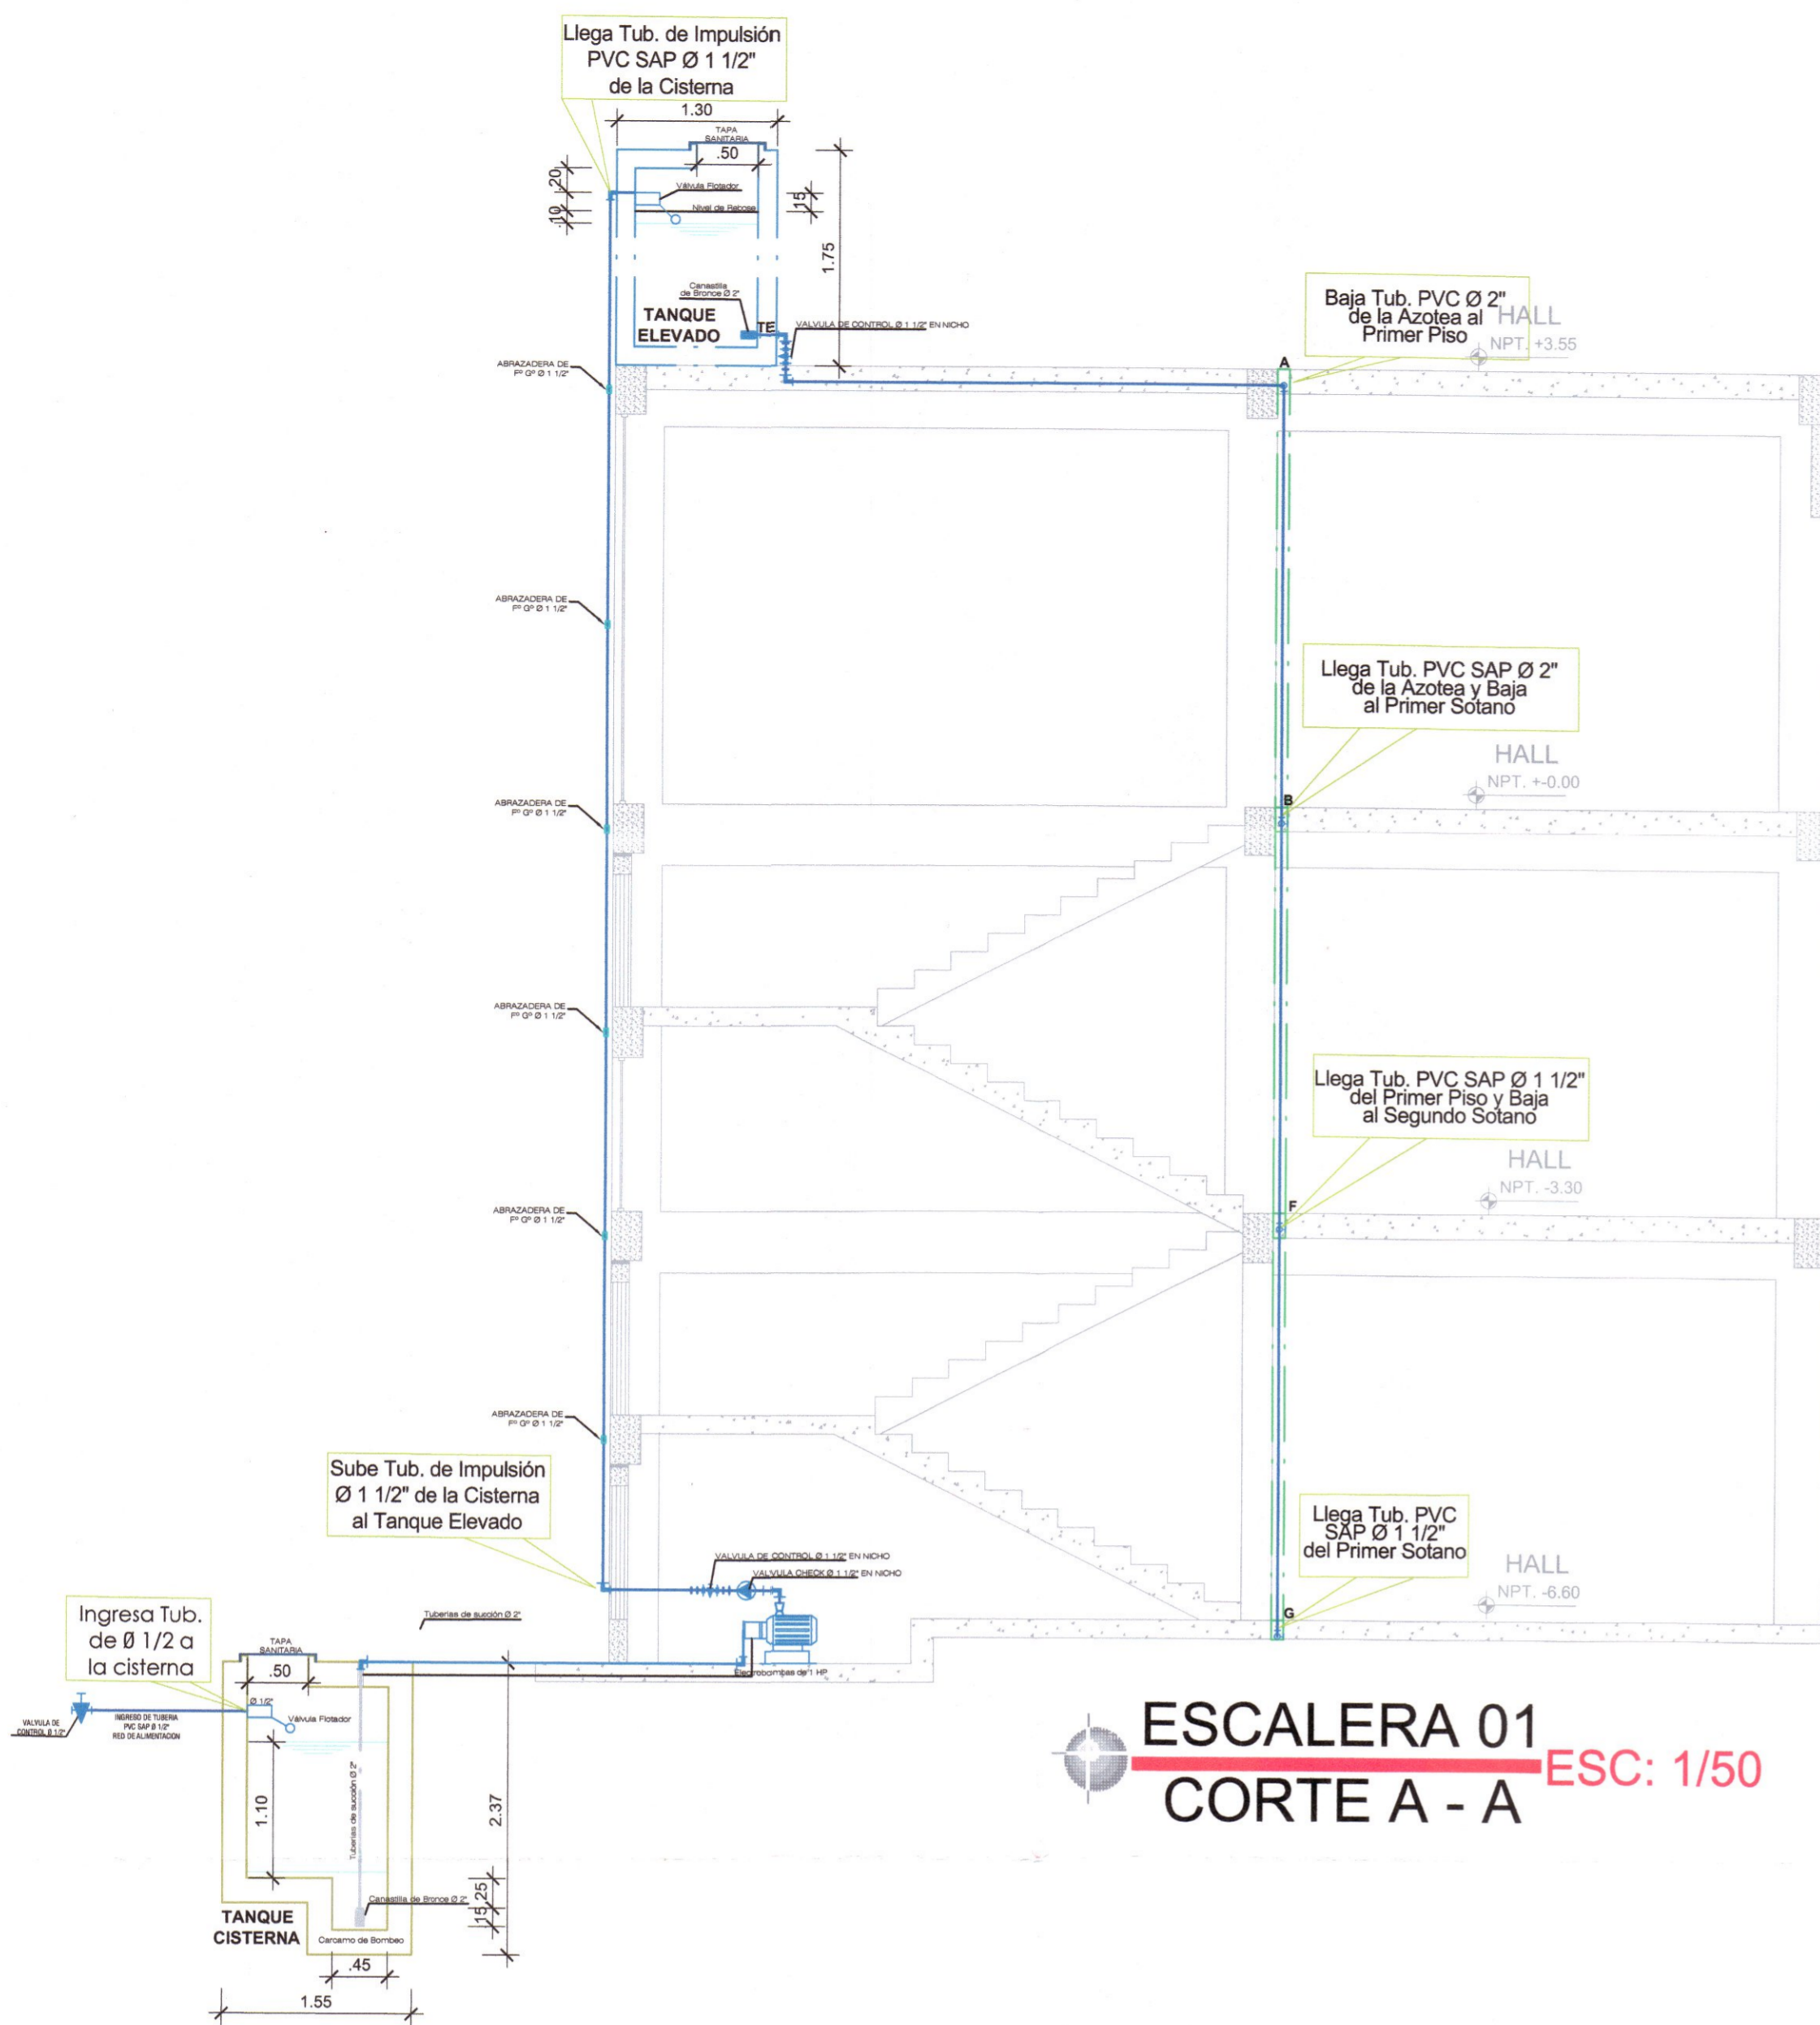 Llega Tub. de Impulsión
PVC SAP Ø 1 1/2"
de la Cisterna
1.30
TAPA
SANITARIA
.50
.20
.10
Válvula Flotador
Nivel de Rebose
.15
1.75
Canastilla
de Bronce Ø 2"
TANQUE
ELEVADO
TE
VALVULA DE CONTROL Ø 1 1/2" EN NICHO
Baja Tub. PVC Ø 2"
de la Azotea al
Primer Piso
HALL
NPT. +3.55
A
ABRAZADERA DE
Fº Gº Ø 1 1/2"
ABRAZADERA DE
Fº Gº Ø 1 1/2"
Llega Tub. PVC SAP Ø 2"
de la Azotea y Baja
al Primer Sotano
HALL
NPT. +-0.00
B
ABRAZADERA DE
Fº Gº Ø 1 1/2"
ABRAZADERA DE
Fº Gº Ø 1 1/2"
Llega Tub. PVC SAP Ø 1 1/2"
del Primer Piso y Baja
al Segundo Sotano
HALL
NPT. -3.30
F
ABRAZADERA DE
Fº Gº Ø 1 1/2"
ABRAZADERA DE
Fº Gº Ø 1 1/2"
Sube Tub. de Impulsión
Ø 1 1/2" de la Cisterna
al Tanque Elevado
VALVULA DE CONTROL Ø 1 1/2" EN NICHO
VALVULA CHECK Ø 1 1/2" EN NICHO
Llega Tub. PVC
SAP Ø 1 1/2"
del Primer Sotano
HALL
NPT. -6.60
G
Ingresa Tub.
de Ø 1/2 a
la cisterna
Tuberias de succión Ø 2"
Electrobombas de 1 HP
TAPA
SANITARIA
.50
Ø 1/2"
Válvula Flotador
VALVULA DE
CONTROL Ø 1/2"
INGRESO DE TUBERIA
PVC SAP Ø 1/2"
RED DE ALIMENTACION
1.10
Tuberias de succión Ø 2"
2.37
.25
.15
Canastilla de Bronce Ø 2"
TANQUE
CISTERNA
Carcamo de Bombeo
.45
1.55
ESCALERA 01
CORTE A - A
ESC: 1/50